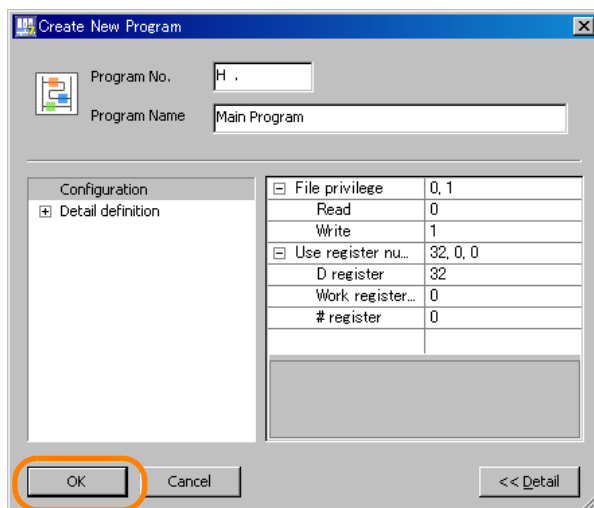 Create New Program
Program No. H .
Program Name Main Program
Configuration
Detail definition
File privilege 0, 1
Read 0
Write 1
Use register nu... 32, 0, 0
D register 32
Work register... 0
# register 0
OK Cancel << Detail